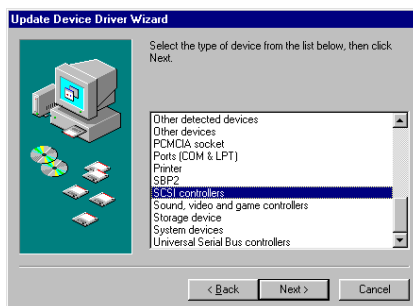 Update Device Driver Wizard
Select the type of device from the list below, then click
Next.
Other detected devices
Other devices
PCMCIA socket
Ports (COM & LPT)
Printer
SBP2
SCSI controllers
Sound, video and game controllers
Storage device
System devices
Universal Serial Bus controllers
< Back
Next >
Cancel